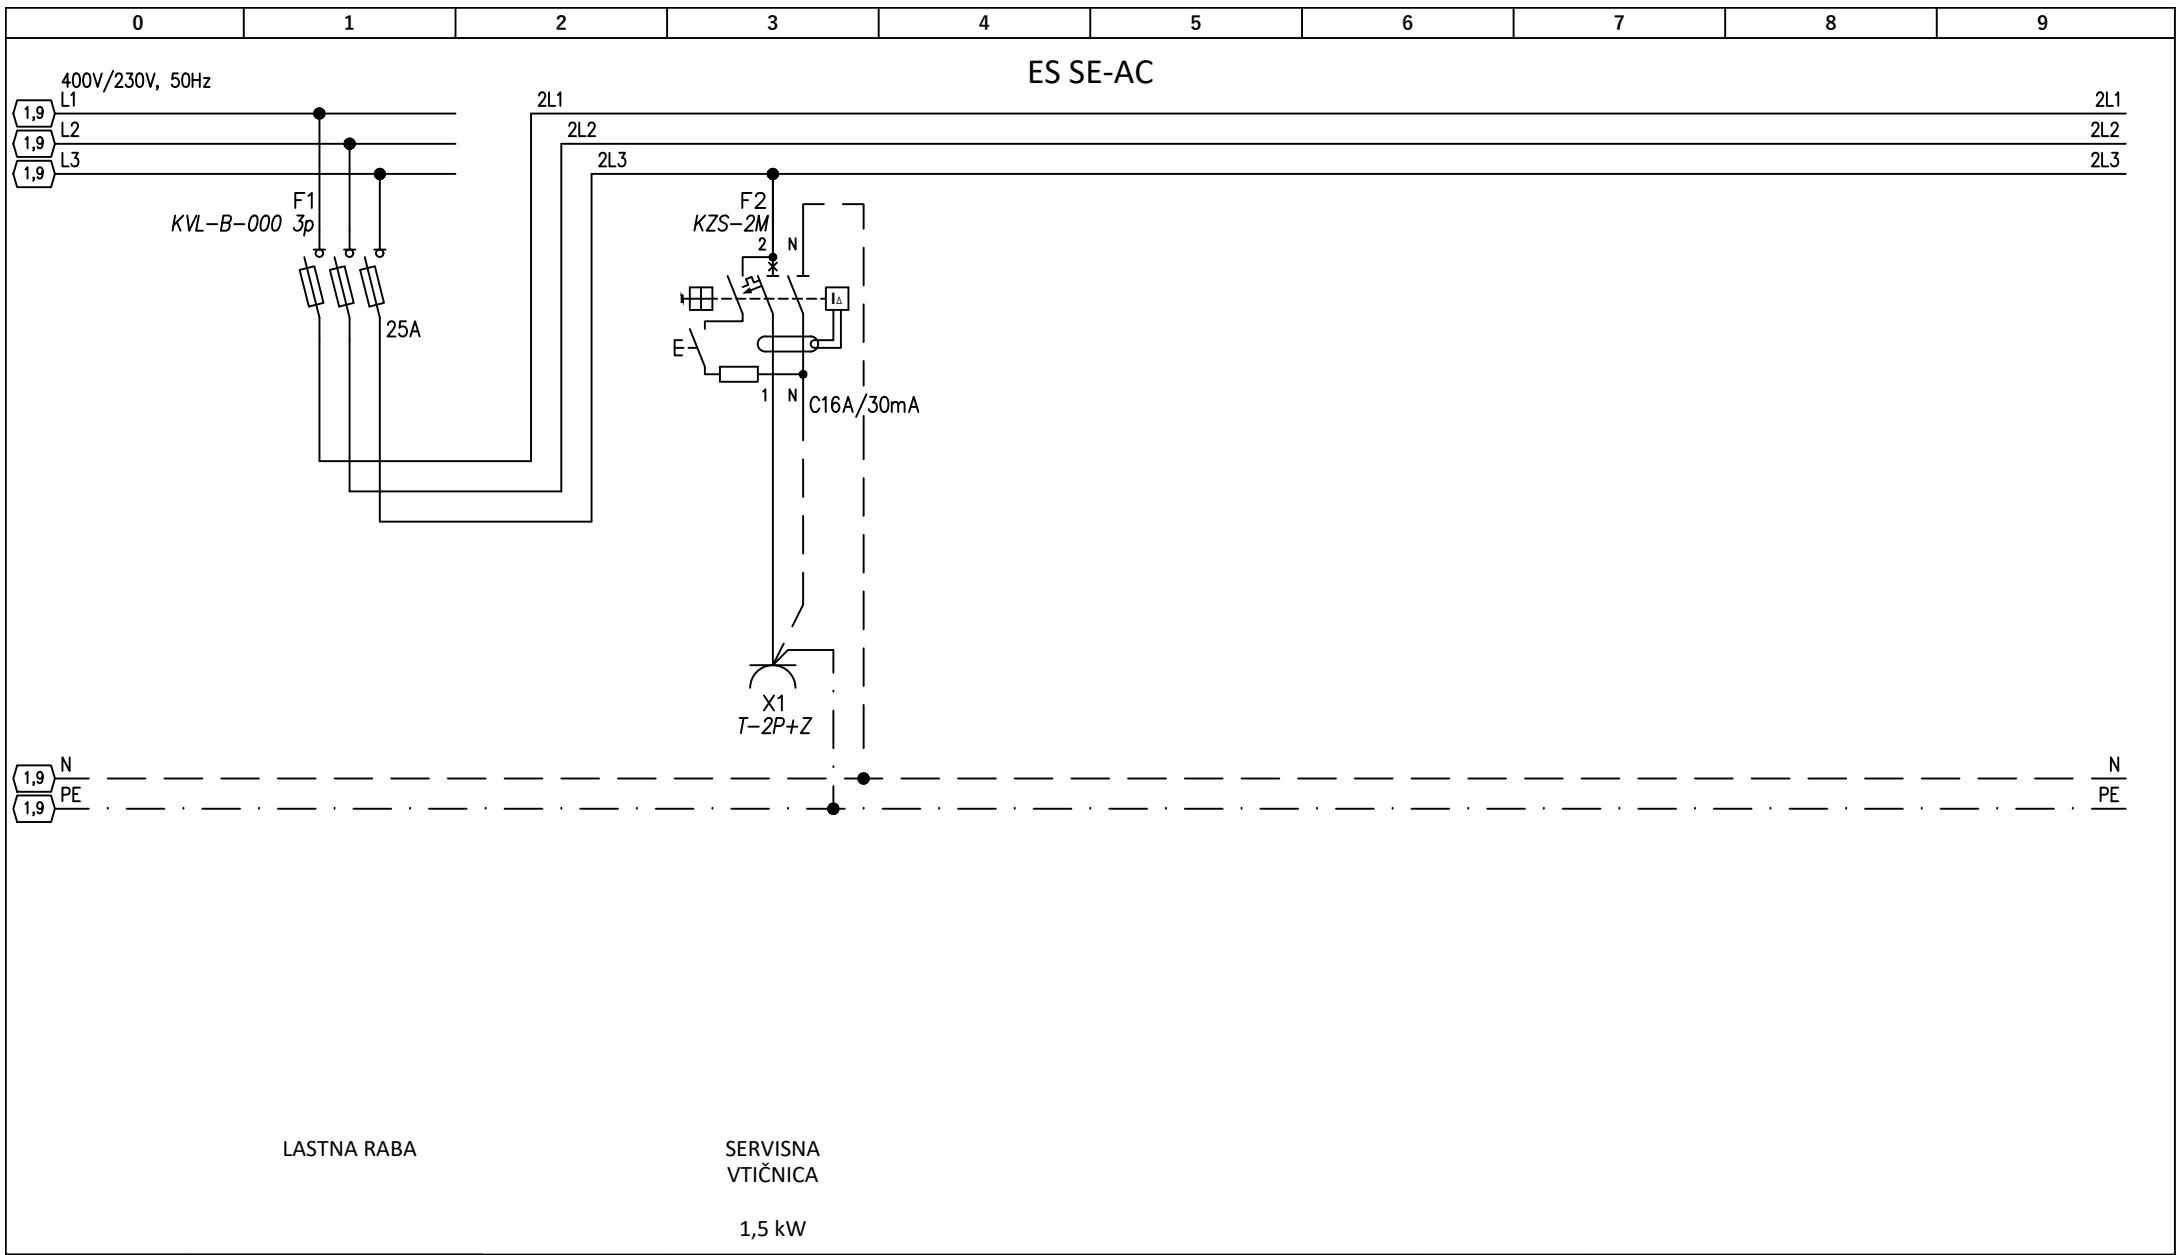 0 1 2 3 4 5 6 7 8 9
ES SE-AC
400V/230V, 50Hz
1,9 L1 2L1 2L1
1,9 L2 2L2 2L2
1,9 L3 2L3 2L3
F1
KVL-B-000 3p
25A
F2
KZS-2M
2 N
I∆
E
1 N
C16A/30mA
X1
T-2P+Z
1,9 N N
1,9 PE PE
LASTNA RABA
SERVISNA
VTIČNICA
1,5 kW